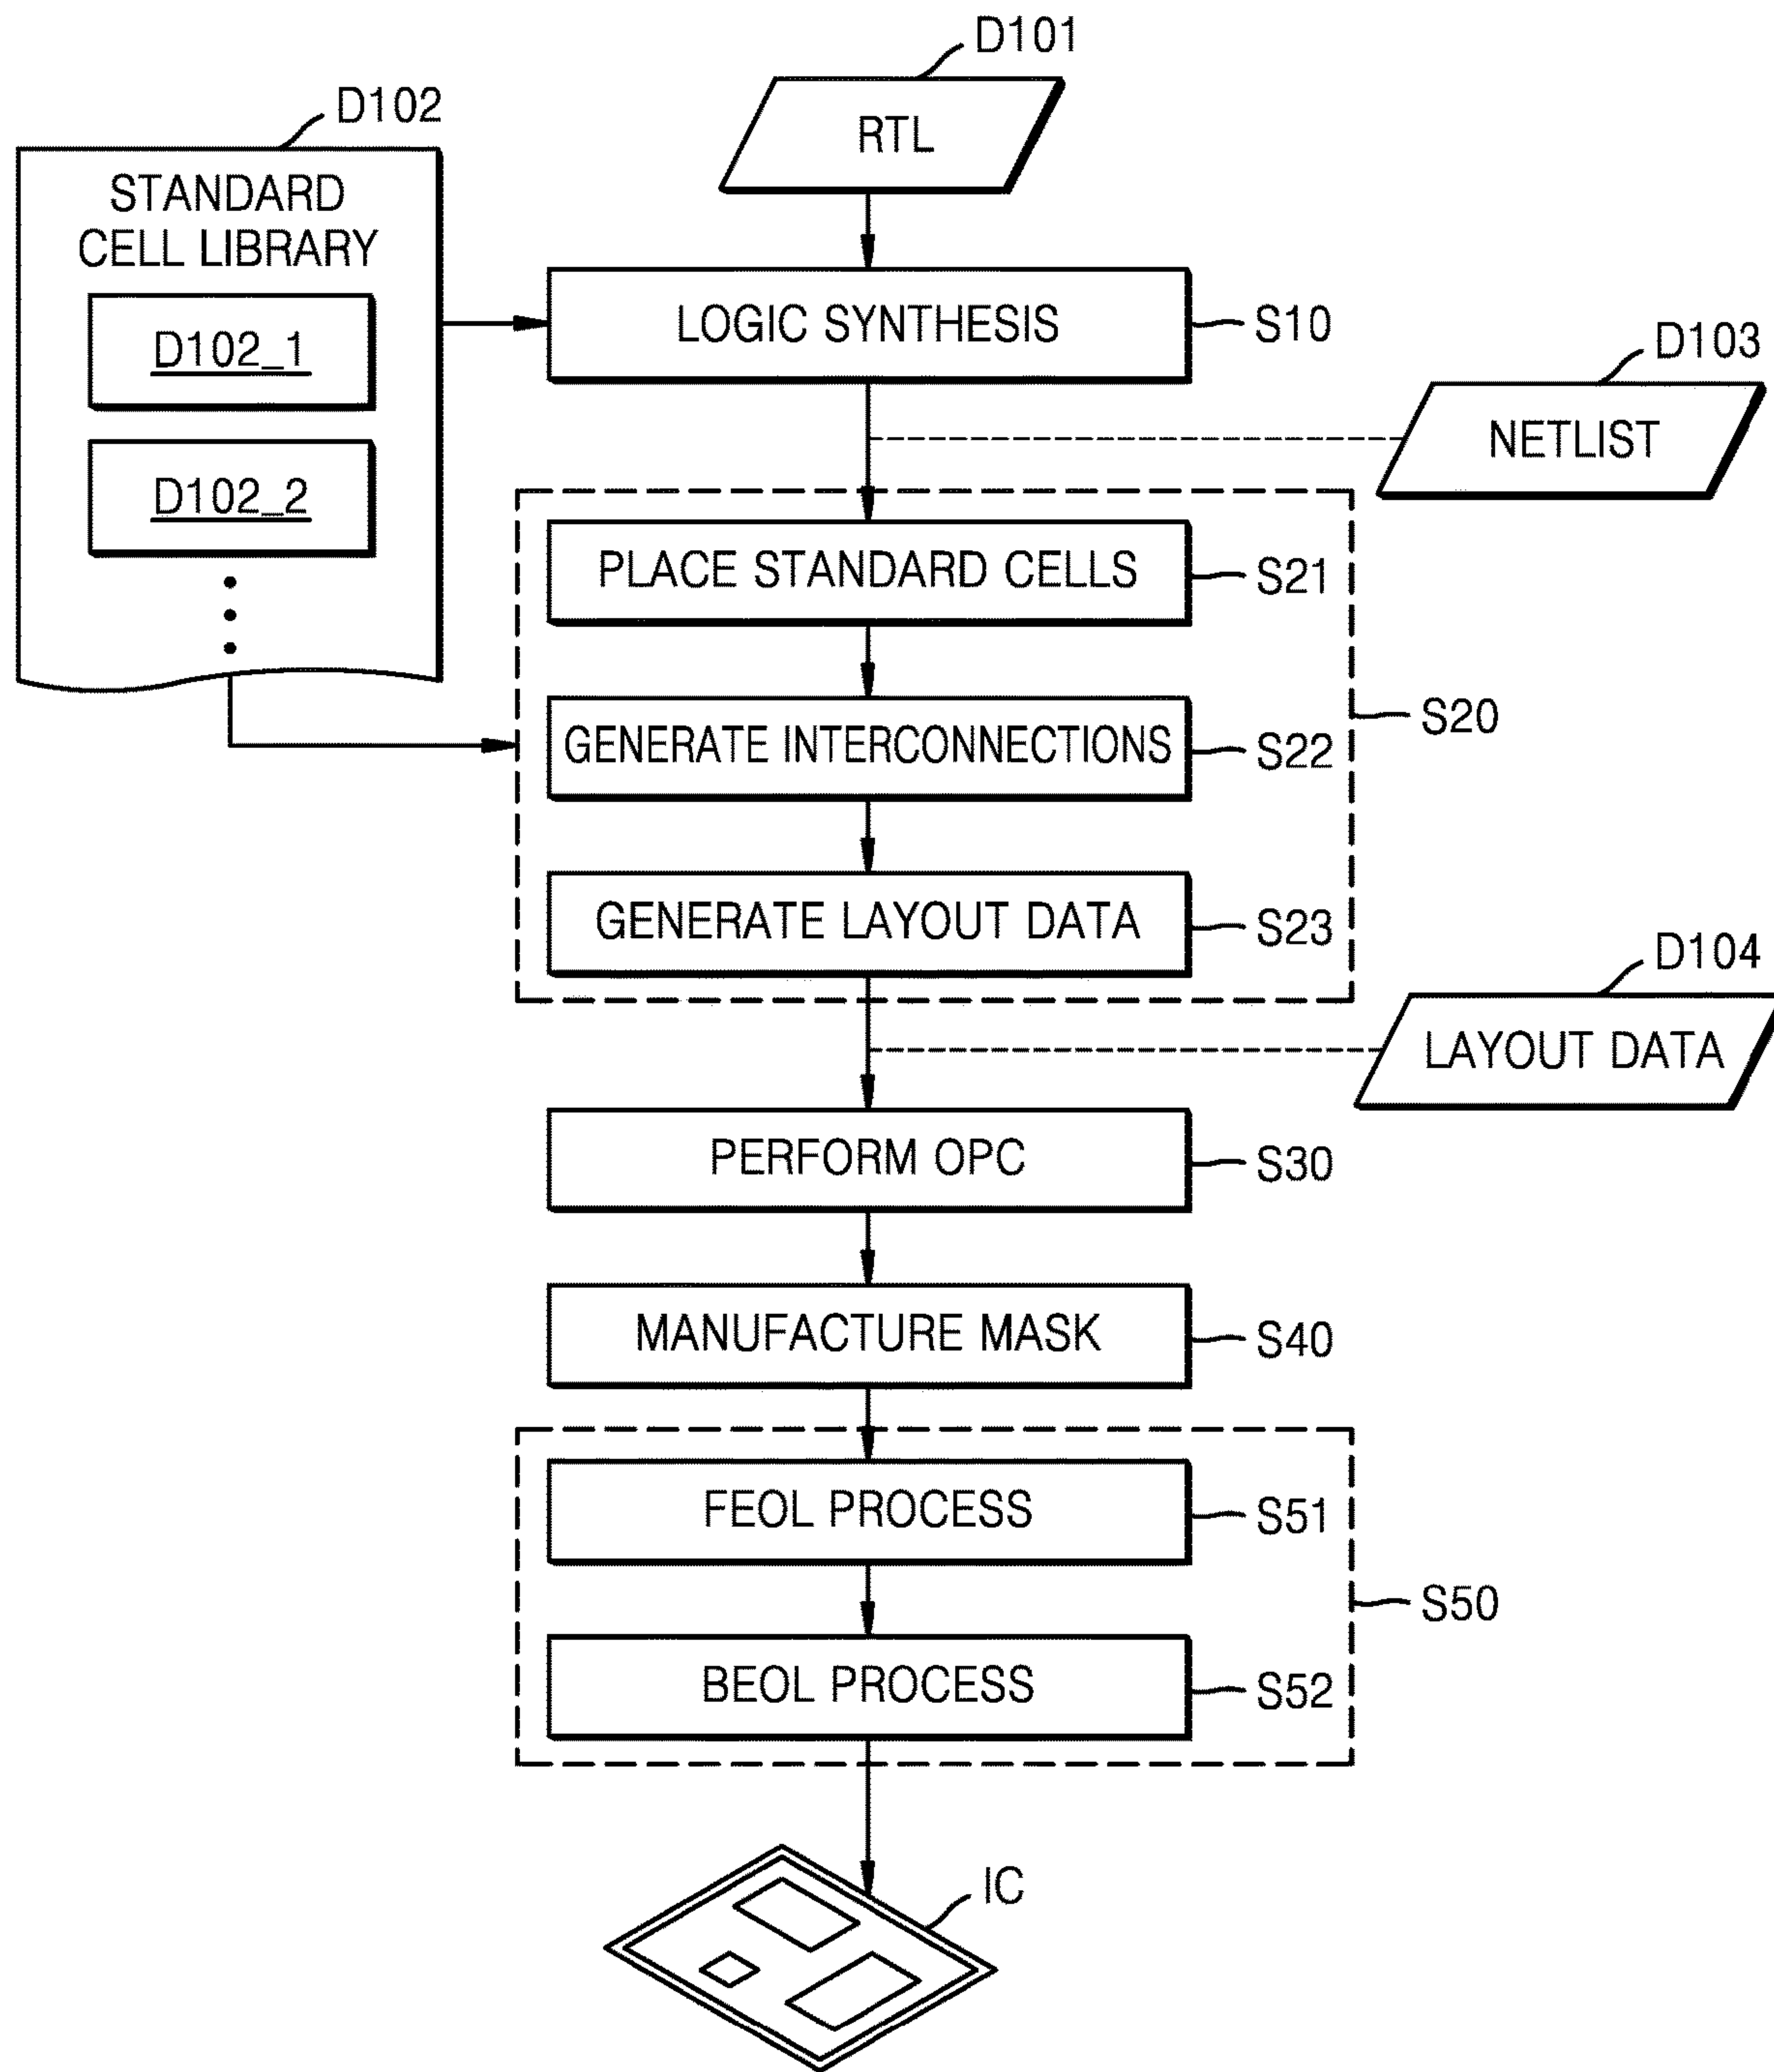 D101
RTL
D102
STANDARD
CELL LIBRARY
D102_1
D102_2
LOGIC SYNTHESIS
S10
D103
NETLIST
PLACE STANDARD CELLS
S21
GENERATE INTERCONNECTIONS
S22
S20
GENERATE LAYOUT DATA
S23
D104
LAYOUT DATA
PERFORM OPC
S30
MANUFACTURE MASK
S40
FEOL PROCESS
S51
S50
BEOL PROCESS
S52
IC